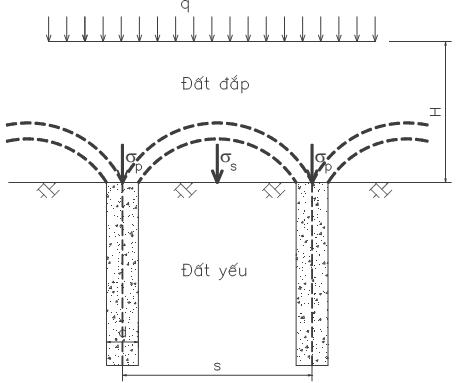 q
Đất đắp
H
σp
σs
σp
Đất yếu
d
s